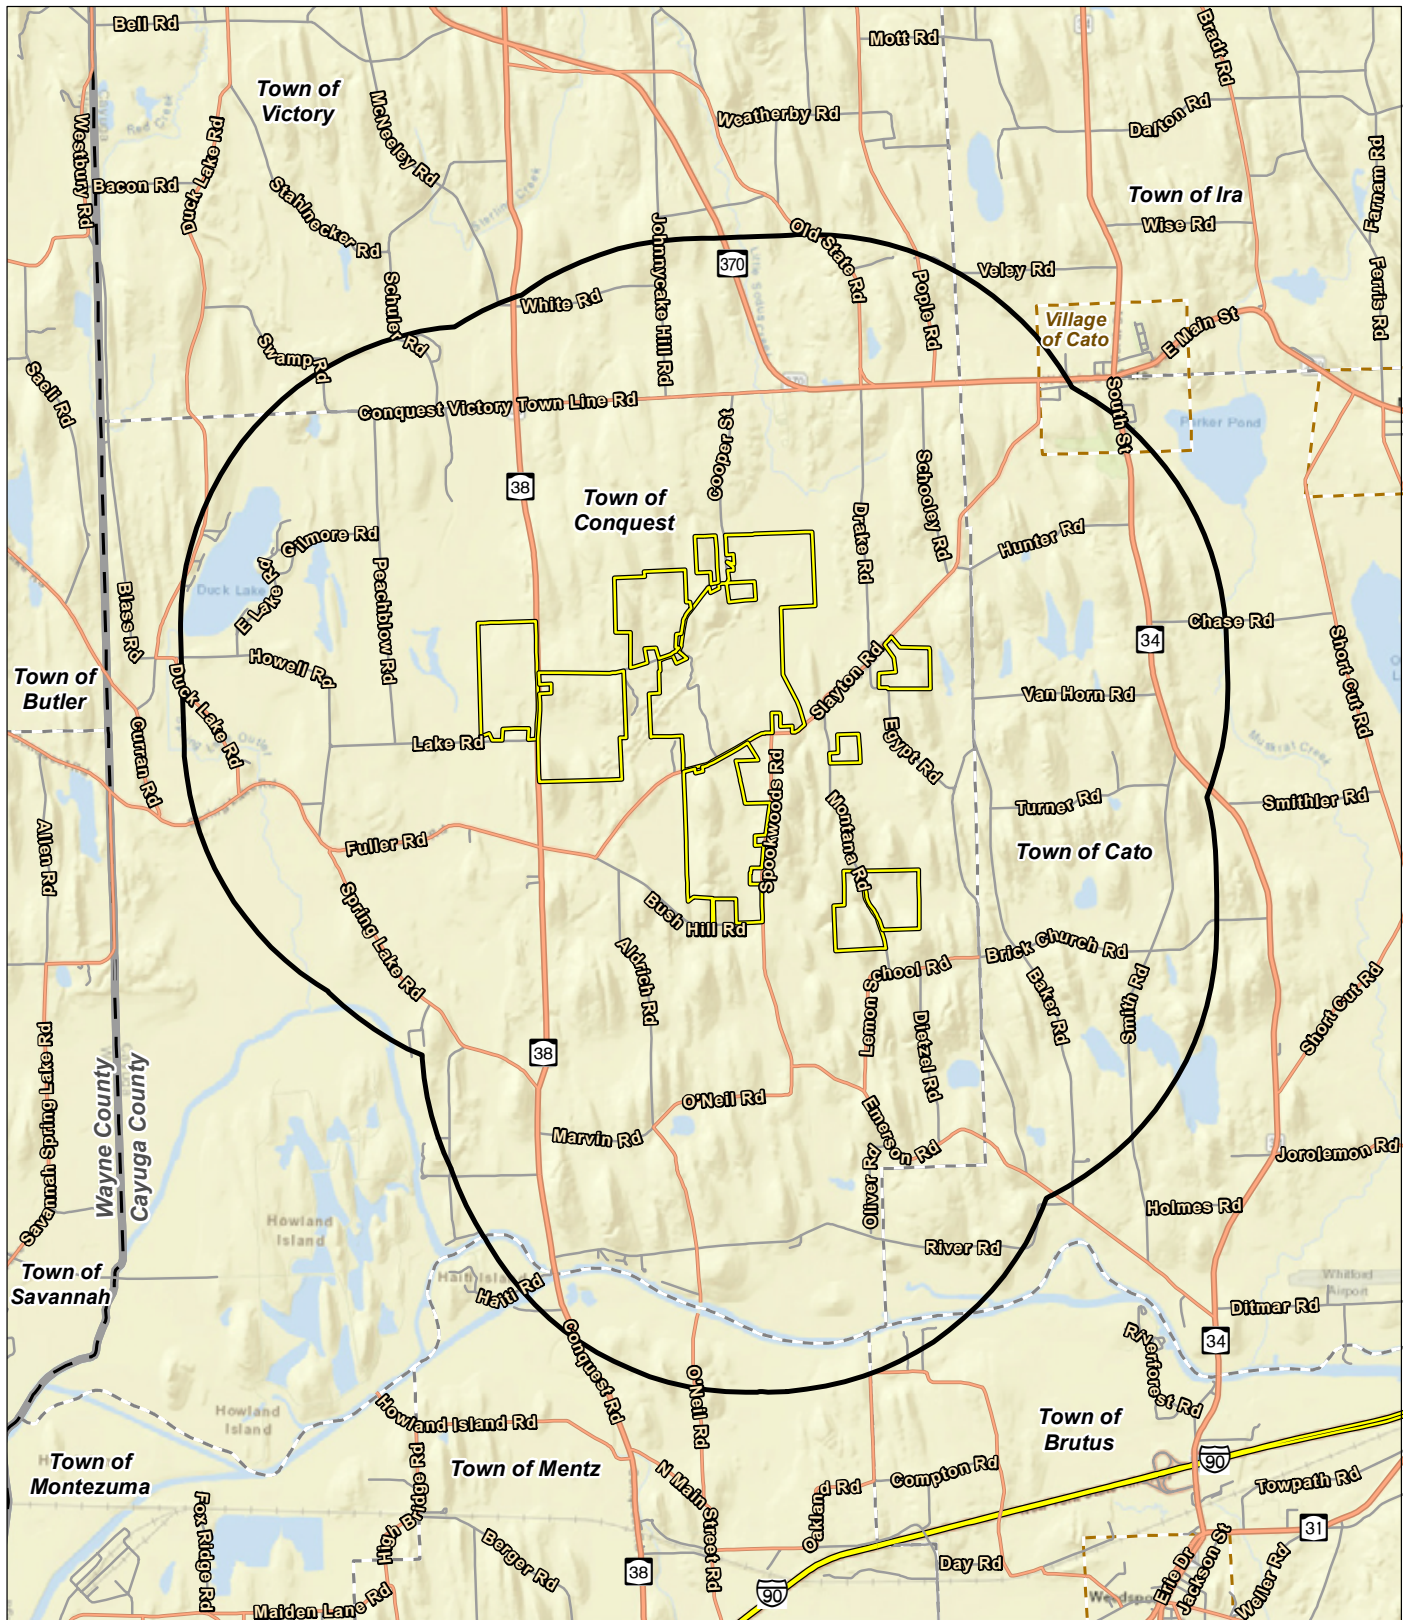 Bell Rd
Mott Rd
Bradt Rd
Town of
Victory
McNeeley Rd
Weatherby Rd
Dalton Rd
Westbury Rd
Red Creek
Duck Lake Rd
Bacon Rd
Stahlnecker Rd
Sterling Creek
Farnam Rd
Town of Ira
Wise Rd
Johnnycake Hill Rd
Old State Rd
370
Veley Rd
Ferris Rd
Schuler Rd
White Rd
Pople Rd
Village
of Cato
E Main St
Swamp Rd
Saeli Rd
Conquest Victory Town Line Rd
South St
Parker Pond
Cooper St
38
Town of
Conquest
Schooley Rd
Drake Rd
Hunter Rd
Gilmore Rd
Duck Lake
E Lake Rd
Peachblow Rd
Blass Rd
Chase Rd
34
Short Cut Rd
Howell Rd
Slayton Rd
Town of
Butler
Duck Lake Rd
Van Horn Rd
Curran Rd
Lake Rd
Egypt Rd
Muskrat Creek
Spookwoods Rd
Montana Rd
Turner Rd
Smithler Rd
Allen Rd
Fuller Rd
Town of Cato
Spring Lake Rd
Bush
Hill Rd
Aldrich Rd
Brick Church Rd
Lemon School Rd
Baker Rd
Smith Rd
Short Cut Rd
Savannah Spring Lake Rd
Wayne County
Cayuga County
38
Dietzel Rd
O'Neil Rd
Emerson Rd
Marvin Rd
Jorolemon Rd
Oliver Rd
Holmes Rd
Howland
Island
River Rd
Town of
Savannah
Haiti Island
Haiti Rd
Whitford
Airport
Ditmar Rd
34
Conquest Rd
Riverforest Rd
O'Neil Rd
Howland
Island
Howland Island Rd
Town of
Brutus
Town of
Montezuma
Town of Mentz
High Bridge Rd
N Main Street Rd
Compton Rd
Oakland Rd
90
Towpath Rd
Fox Ridge Rd
Berger Rd
31
Day Rd
38
90
Erie Dr
Jackson St
Weller Rd
Maiden Lane Rd